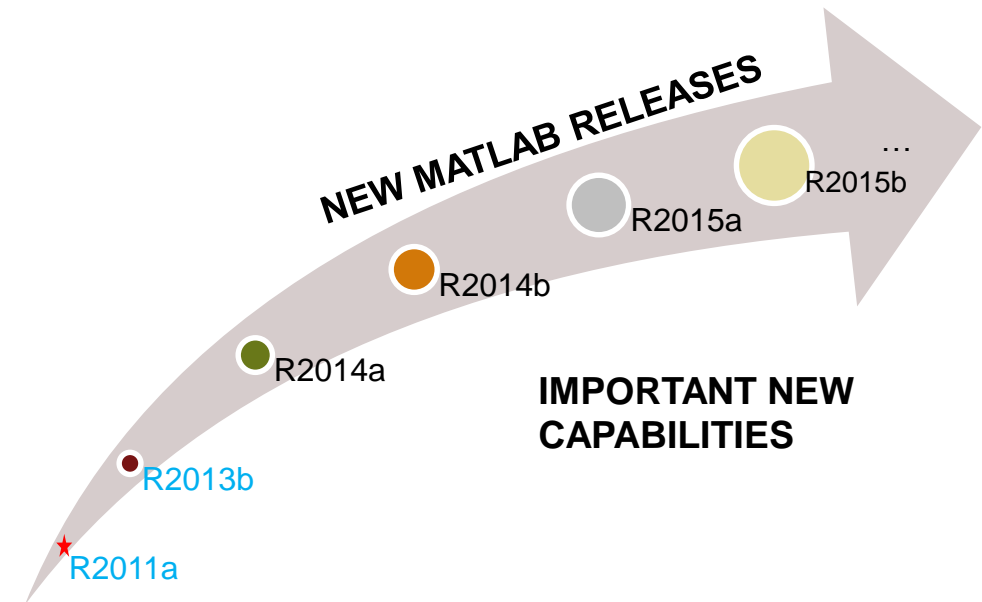 NEW MATLAB RELEASES
…
R2015b
R2015a
R2014b
R2014a
IMPORTANT NEW
CAPABILITIES
R2013b
R2011a